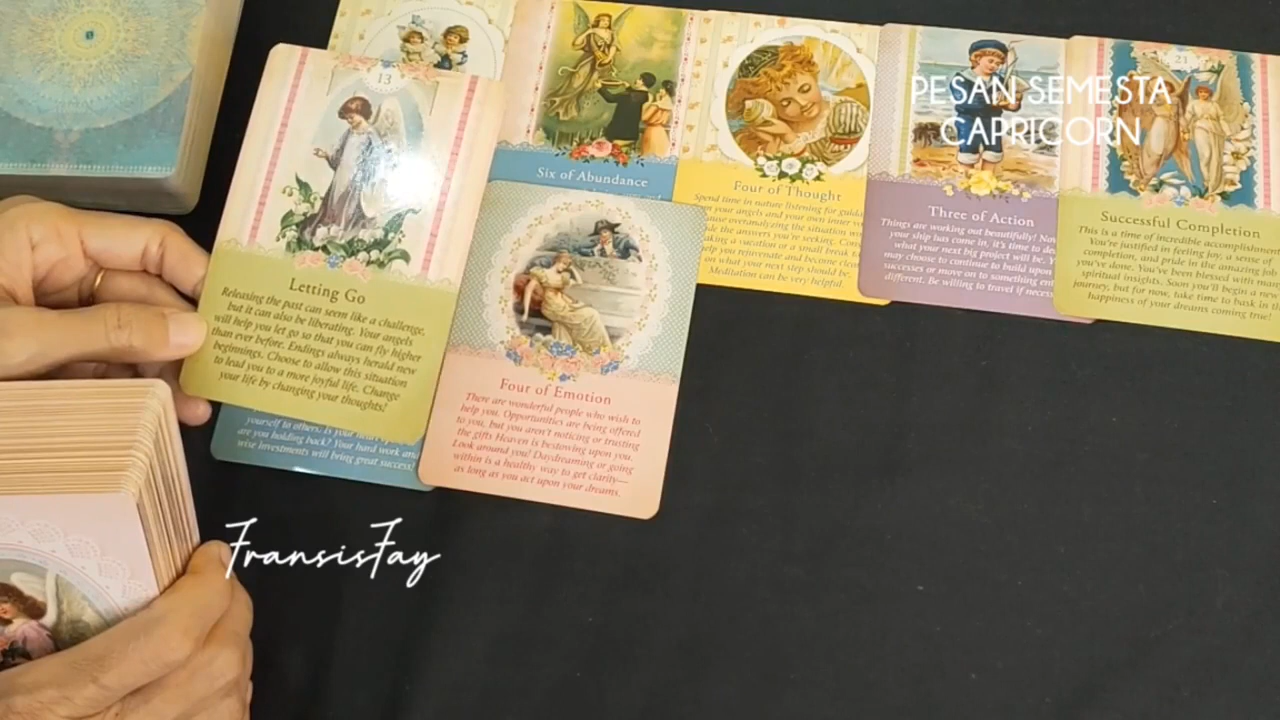 PESAN SEMESTA
CAPRICORN
13
Letting Go
Releasing the past can seem like a challenge,
but it can also be liberating. Your angels
will help you let go so that you can fly higher
than ever before. Endings always herald new
beginnings. Choose to allow this situation
to lead you to a more joyful life. Change
your life by changing your thoughts!
yourself to others. Is your
are you holding back? Your hard work and
wise investments will bring great success!
Six of Abundance
Four of Emotion
There are wonderful people who wish to
help you. Opportunities are being offered
to you, but you aren't noticing or trusting
the gifts Heaven is bestowing upon you.
Look around you! Daydreaming or going
within is a healthy way to get clarity—
as long as you act upon your dreams.
Four of Thought
Spend time in nature listening for
your angels and your own inner
overanalyzing the situation
the answers you're seeking.
taking a vacation or a small break
help you rejuvenate and become
on what your next step should be.
Meditation can be very helpful.
Three of Action
Things are working out beautifully! Now
your ship has come in, it's time to
what your next big project will be.
may choose to continue to build upon
successes or move on to something
different. Be willing to travel if
21
Successful Completion
This is a time of incredible
You're justified in feeling joy, a sense of
completion, and pride in the amazing
you've done. You've been blessed with
spiritual insights. Soon you'll begin a new
journey, but for now, take time to bask in
happiness of your dreams coming true!
FransisFay